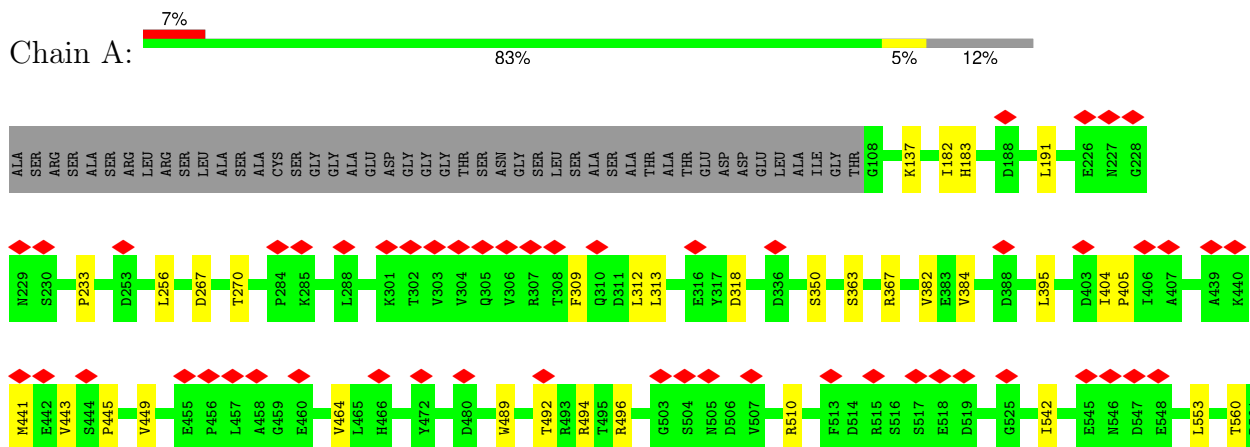 7%
Chain A:
83% 5% 12%
ALA SER ARG SER SER ALA SER ARG LEU ARG SER LEU ALA SER ALA CYS SER GLY GLY ALA GLU ASP GLY GLY GLY THR SER ASN GLY SER LEU SER ALA SER ALA THR ALA THR GLU ASP ASP GLU LEU ALA ILE GLY THR G108 K137 I182 H183 D188 L191 E226 N227 G228
N229 S230 P233 D253 L256 D267 T270 P284 K285 L288 K301 T302 V303 V304 Q305 V306 R307 T308 F309 Q310 D311 L312 L313 E316 Y317 D318 D336 S350 S363 R367 V382 E383 V384 D388 L395 D403 I404 P405 I406 A407 A439 K440
M441 E442 V443 S444 P445 V449 E455 P456 L457 A458 G459 E460 V464 L465 H466 Y472 D480 W489 T492 R493 R494 T495 R496 G503 S504 N505 D506 V507 R510 F513 D514 R515 S516 S517 E518 D519 G525 I542 E545 N546 D547 E548 L553 T560